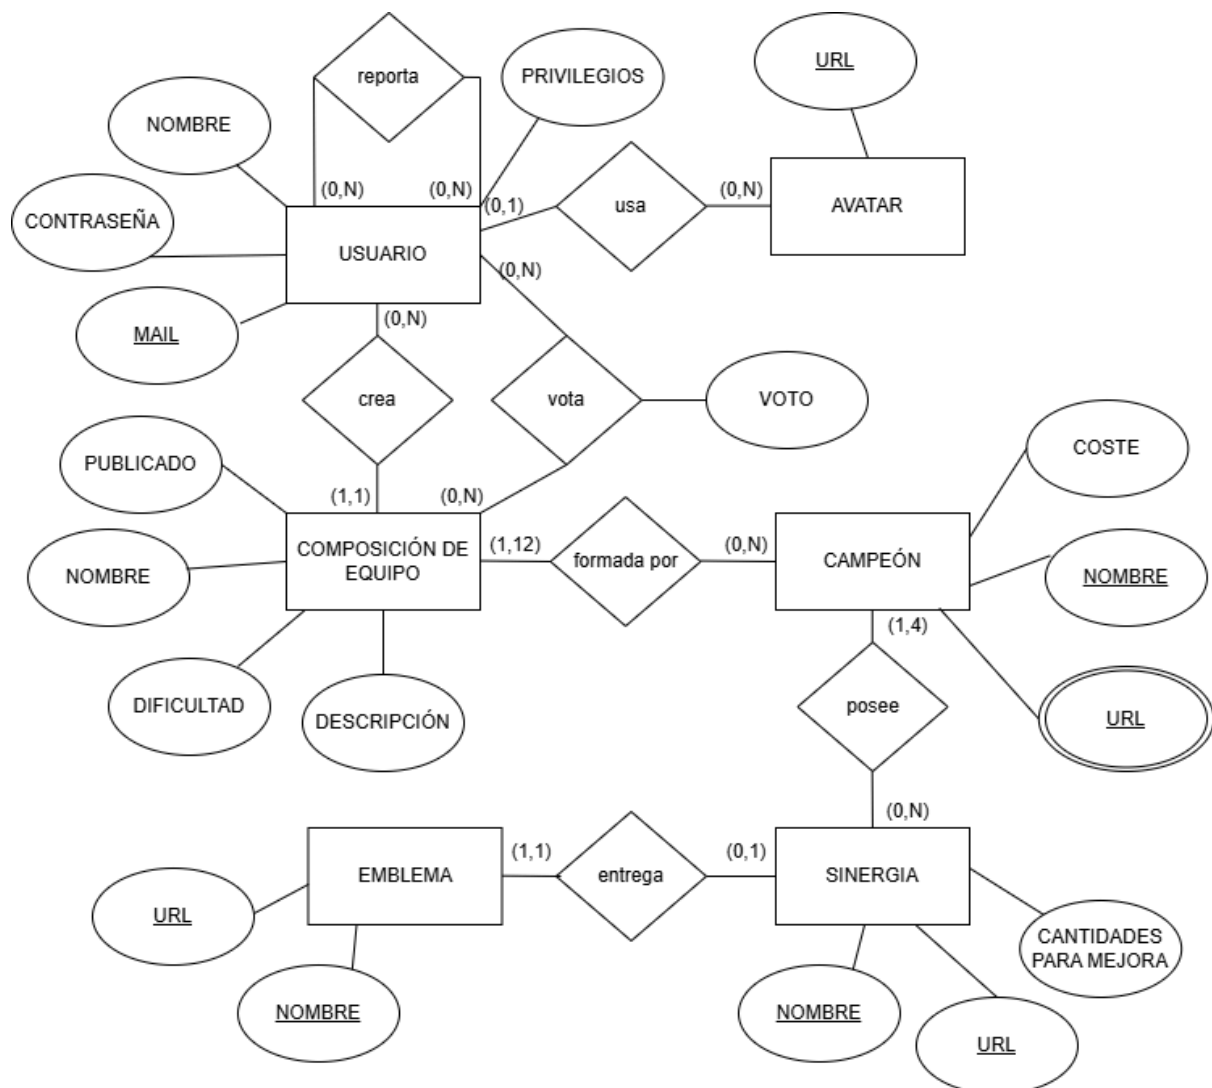 reporta
PRIVILEGIOS
URL
NOMBRE
(0,N)
(0,N)
(0,1)
usa
(0,N)
AVATAR
CONTRASEÑA
USUARIO
(0,N)
MAIL
(0,N)
crea
vota
VOTO
PUBLICADO
COSTE
(1,1)
(0,N)
NOMBRE
COMPOSICIÓN DE
EQUIPO
(1,12)
formada por
(0,N)
CAMPEÓN
NOMBRE
(1,4)
DIFICULTAD
DESCRIPCIÓN
posee
URL
(0,N)
EMBLEMA
(1,1)
entrega
(0,1)
SINERGIA
URL
CANTIDADES
PARA MEJORA
NOMBRE
NOMBRE
URL